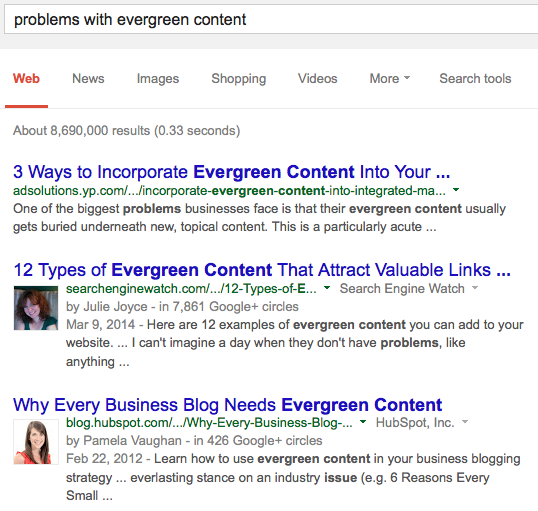 problems with evergreen content
Web News Images Shopping Videos More Search tools
About 8,690,000 results (0.33 seconds)
3 Ways to Incorporate Evergreen Content Into Your ...
adsolutions.yp.com/.../incorporate-evergreen-content-into-integrated-ma...
One of the biggest problems businesses face is that their evergreen content usually
gets buried underneath new, topical content. This is a particularly acute ...
12 Types of Evergreen Content That Attract Valuable Links ...
searchenginewatch.com/.../12-Types-of-E... Search Engine Watch
by Julie Joyce - in 7,861 Google+ circles
Mar 9, 2014 - Here are 12 examples of evergreen content you can add to your
website. ... I can't imagine a day when they don't have problems, like
anything ...
Why Every Business Blog Needs Evergreen Content
blog.hubspot.com/.../Why-Every-Business-Blog-... HubSpot, Inc.
by Pamela Vaughan - in 426 Google+ circles
Feb 22, 2012 - Learn how to use evergreen content in your business blogging
strategy ... everlasting stance on an industry issue (e.g. 6 Reasons Every
Small ...